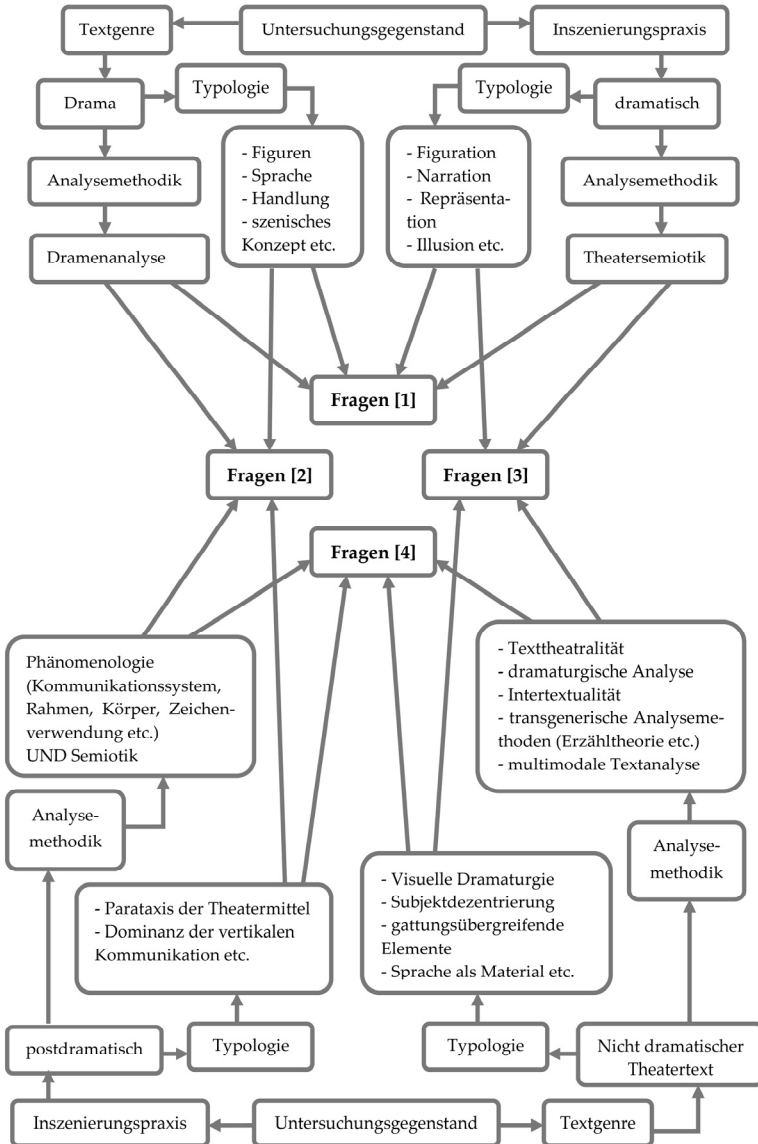 Textgenre
Untersuchungsgegenstand
Inszenierungspraxis
Drama
Typologie
Typologie
dramatisch
Analysemethodik
- Figuren
- Sprache
- Handlung
- szenisches
Konzept etc.
- Figuration
- Narration
- Repräsenta-
tion
- Illusion etc.
Analysemethodik
Dramenanalyse
Theatersemiotik
Fragen [1]
Fragen [2]
Fragen [3]
Fragen [4]
Phänomenologie
(Kommunikationssystem,
Rahmen, Körper, Zeichen-
verwendung etc.)
UND Semiotik
- Texttheatralität
- dramaturgische Analyse
- Intertextualität
- transgenerische Analyseme-
thoden (Erzähltheorie etc.)
- multimodale Textanalyse
Analyse-
methodik
Analyse-
methodik
- Parataxis der Theatermittel
- Dominanz der vertikalen
Kommunikation etc.
- Visuelle Dramaturgie
- Subjektdezentrierung
- gattungsübergreifende
Elemente
- Sprache als Material etc.
postdramatisch
Typologie
Typologie
Nicht dramatischer
Theatertext
Inszenierungspraxis
Untersuchungsgegenstand
Textgenre